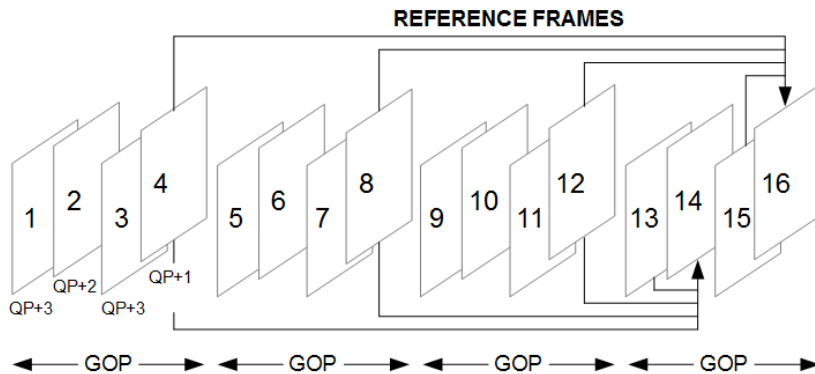 REFERENCE FRAMES
1 2 3 4 5 6 7 8 9 10 11 12 13 14 15 16
QP+3 QP+2 QP+3 QP+1
GOP GOP GOP GOP